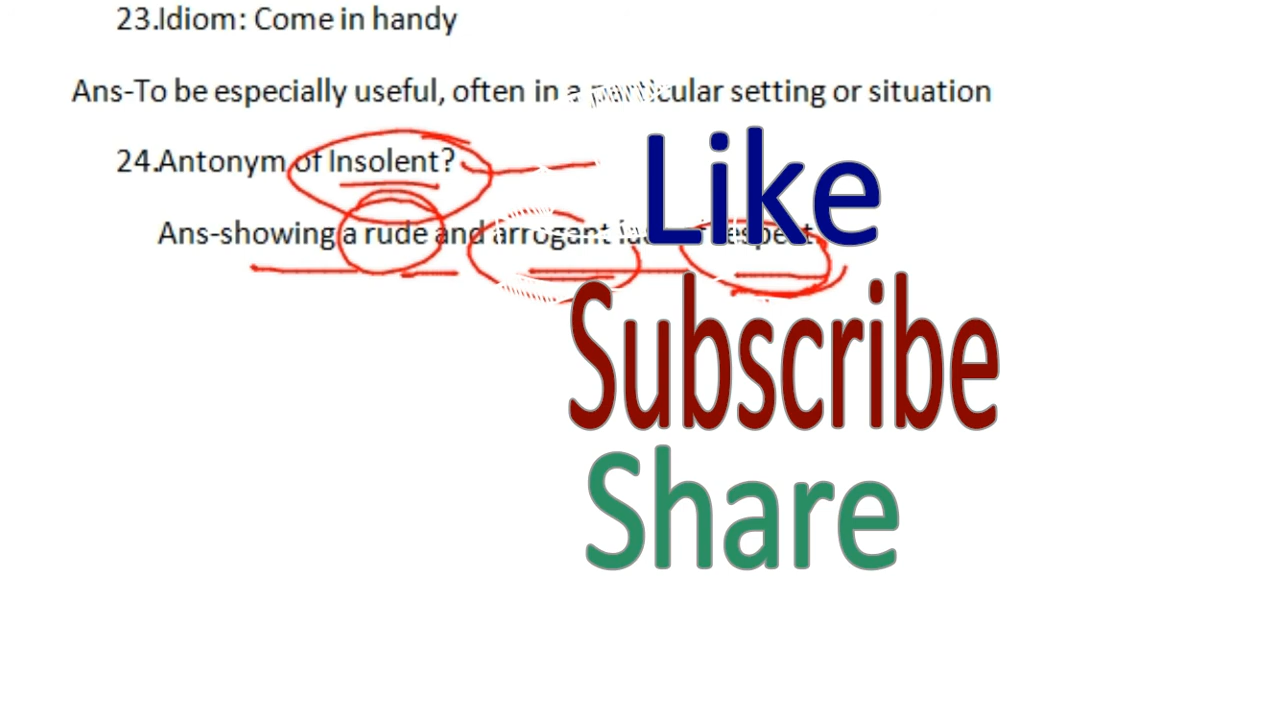 23.Idiom: Come in handy
Ans-To be especially useful, often in a particular setting or situation
24.Antonym of Insolent?
Ans-showing a rude and arrogant respect
Like
Subscribe
Share